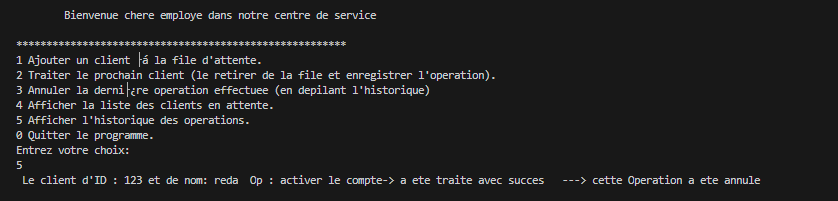 Bienvenue chere employe dans notre centre de service
*******************************************************
1 Ajouter un client ├á la file d'attente.
2 Traiter le prochain client (le retirer de la file et enregistrer l'operation).
3 Annuler la derni├¿re operation effectuee (en depilant l'historique)
4 Afficher la liste des clients en attente.
5 Afficher l'historique des operations.
0 Quitter le programme.
Entrez votre choix:
5
Le client d'ID : 123 et de nom: reda  Op : activer le compte-> a ete traite avec succes   ---> cette Operation a ete annule